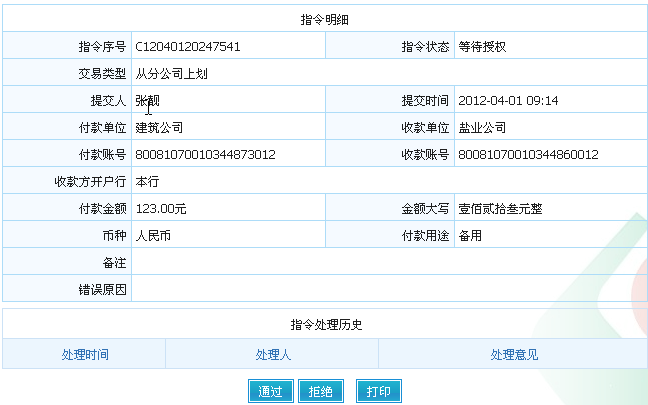 指令明细
指令序号 C12040120247541 指令状态 等待授权
交易类型 从分公司上划
提交人 张靓 提交时间 2012-04-01 09:14
付款单位 建筑公司 收款单位 盐业公司
付款账号 80081070010344873012 收款账号 80081070010344860012
收款方开户行 本行
付款金额 123.00元 金额大写 壹佰贰拾叁元整
币种 人民币 付款用途 备用
备注
错误原因
指令处理历史
处理时间 处理人 处理意见
通过 拒绝 打印